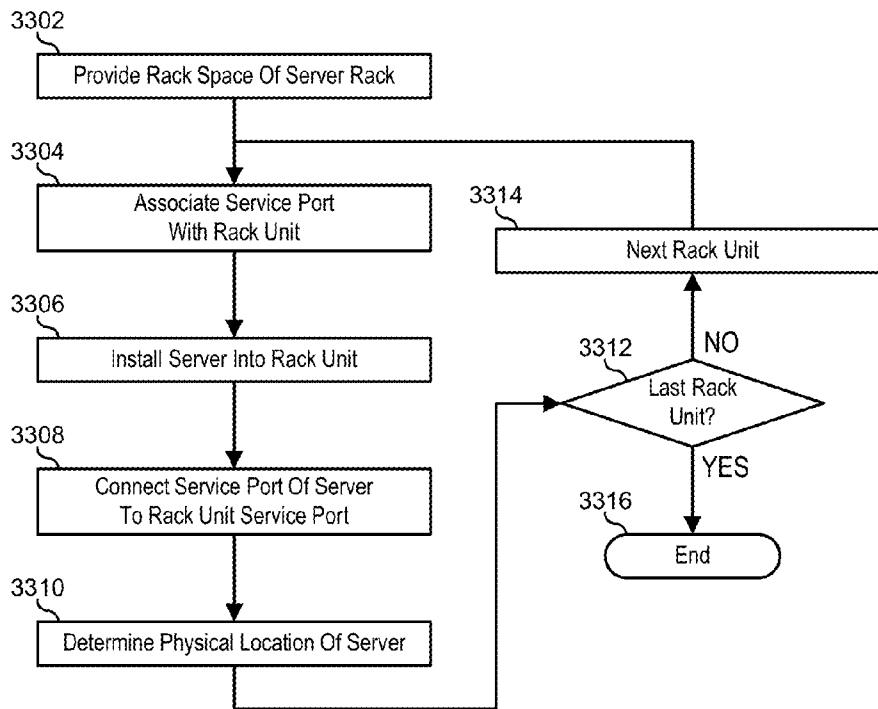 3302
Provide Rack Space Of Server Rack
3304
Associate Service Port
With Rack Unit
3306
Install Server Into Rack Unit
3308
Connect Service Port Of Server
To Rack Unit Service Port
3310
Determine Physical Location Of Server
3312
Last Rack
Unit?
NO
3314
Next Rack Unit
YES
3316
End